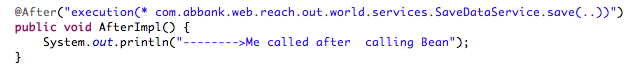 @After("execution(* com.abbank.web.reach.out.world.services.SaveDataService.save(..))")
public void AfterImpl() {
    System.out.println("-------->Me called after  calling Bean");
}